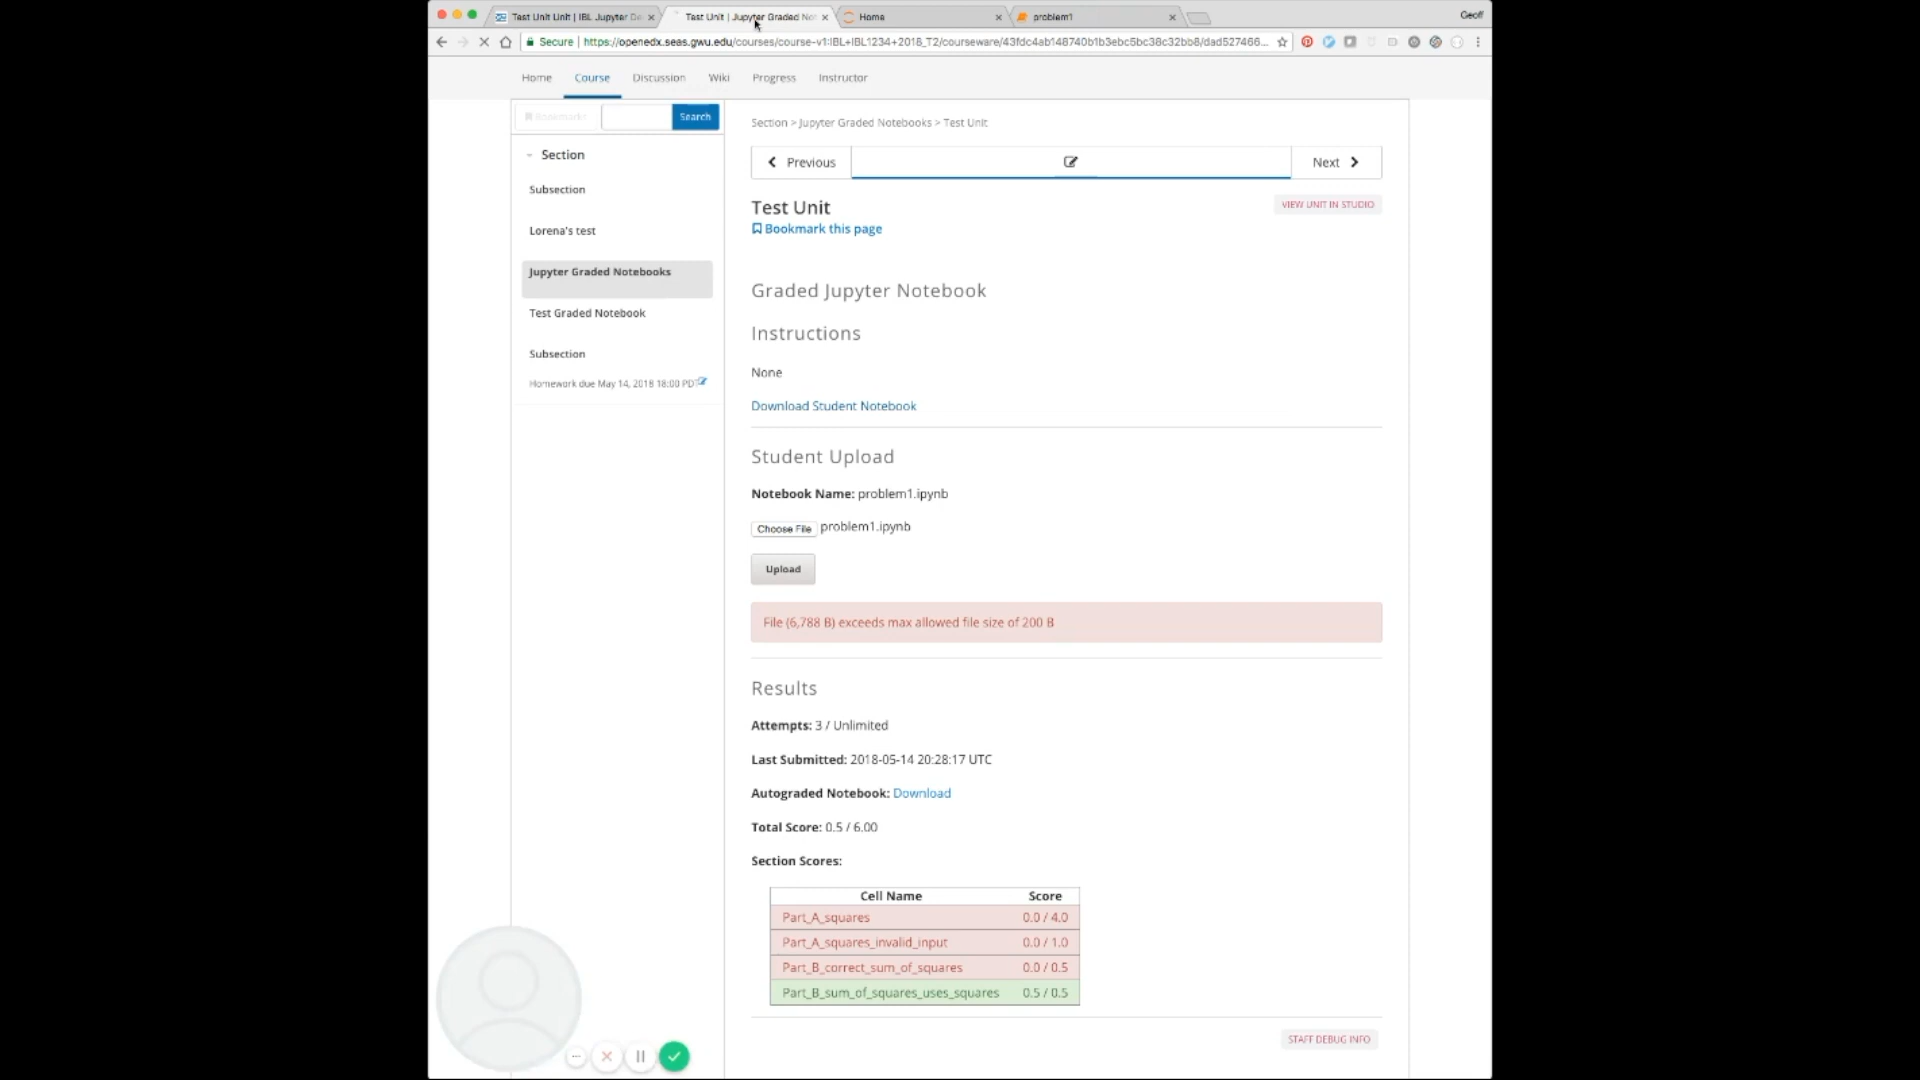 Test Unit Unit | IBL Jupyter De
Test Unit | Jupyter Graded Not
Home
problem1
Geoff
Secure | https://openedx.seas.gwu.edu/courses/course-v1:IBL+IBL1234+2018_T2/courseware/43fdc4ab148740b1b3ebc5bc38c32bb8/dad527466...
Home
Course
Discussion
Wiki
Progress
Instructor
Bookmarks
Search
Section
Subsection
Lorena's test
Jupyter Graded Notebooks
Test Graded Notebook
Subsection
Homework due May 14, 2018 18:00 PDT
Section > Jupyter Graded Notebooks > Test Unit
Previous
Next
Test Unit
VIEW UNIT IN STUDIO
Bookmark this page
Graded Jupyter Notebook
Instructions
None
Download Student Notebook
Student Upload
Notebook Name: problem1.ipynb
Choose File problem1.ipynb
Upload
File (6,788 B) exceeds max allowed file size of 200 B
Results
Attempts: 3 / Unlimited
Last Submitted: 2018-05-14 20:28:17 UTC
Autograded Notebook: Download
Total Score: 0.5 / 6.00
Section Scores:
Cell Name Score
Part_A_squares 0.0 / 4.0
Part_A_squares_invalid_input 0.0 / 1.0
Part_B_correct_sum_of_squares 0.0 / 0.5
Part_B_sum_of_squares_uses_squares 0.5 / 0.5
STAFF DEBUG INFO